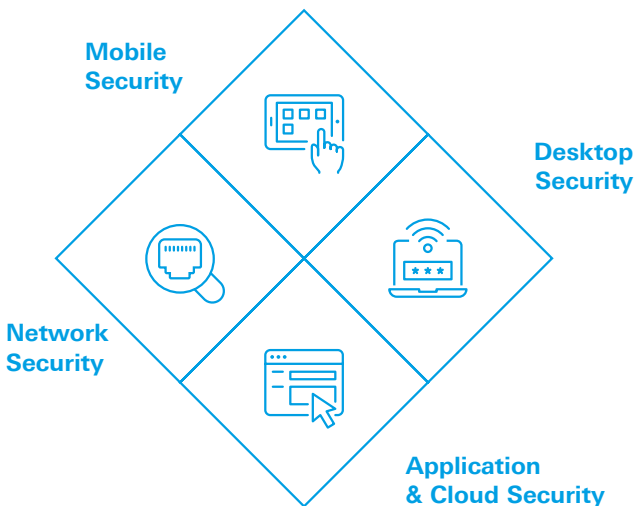 Mobile
Security
Desktop
Security
* * *
Network
Security
Application
& Cloud Security